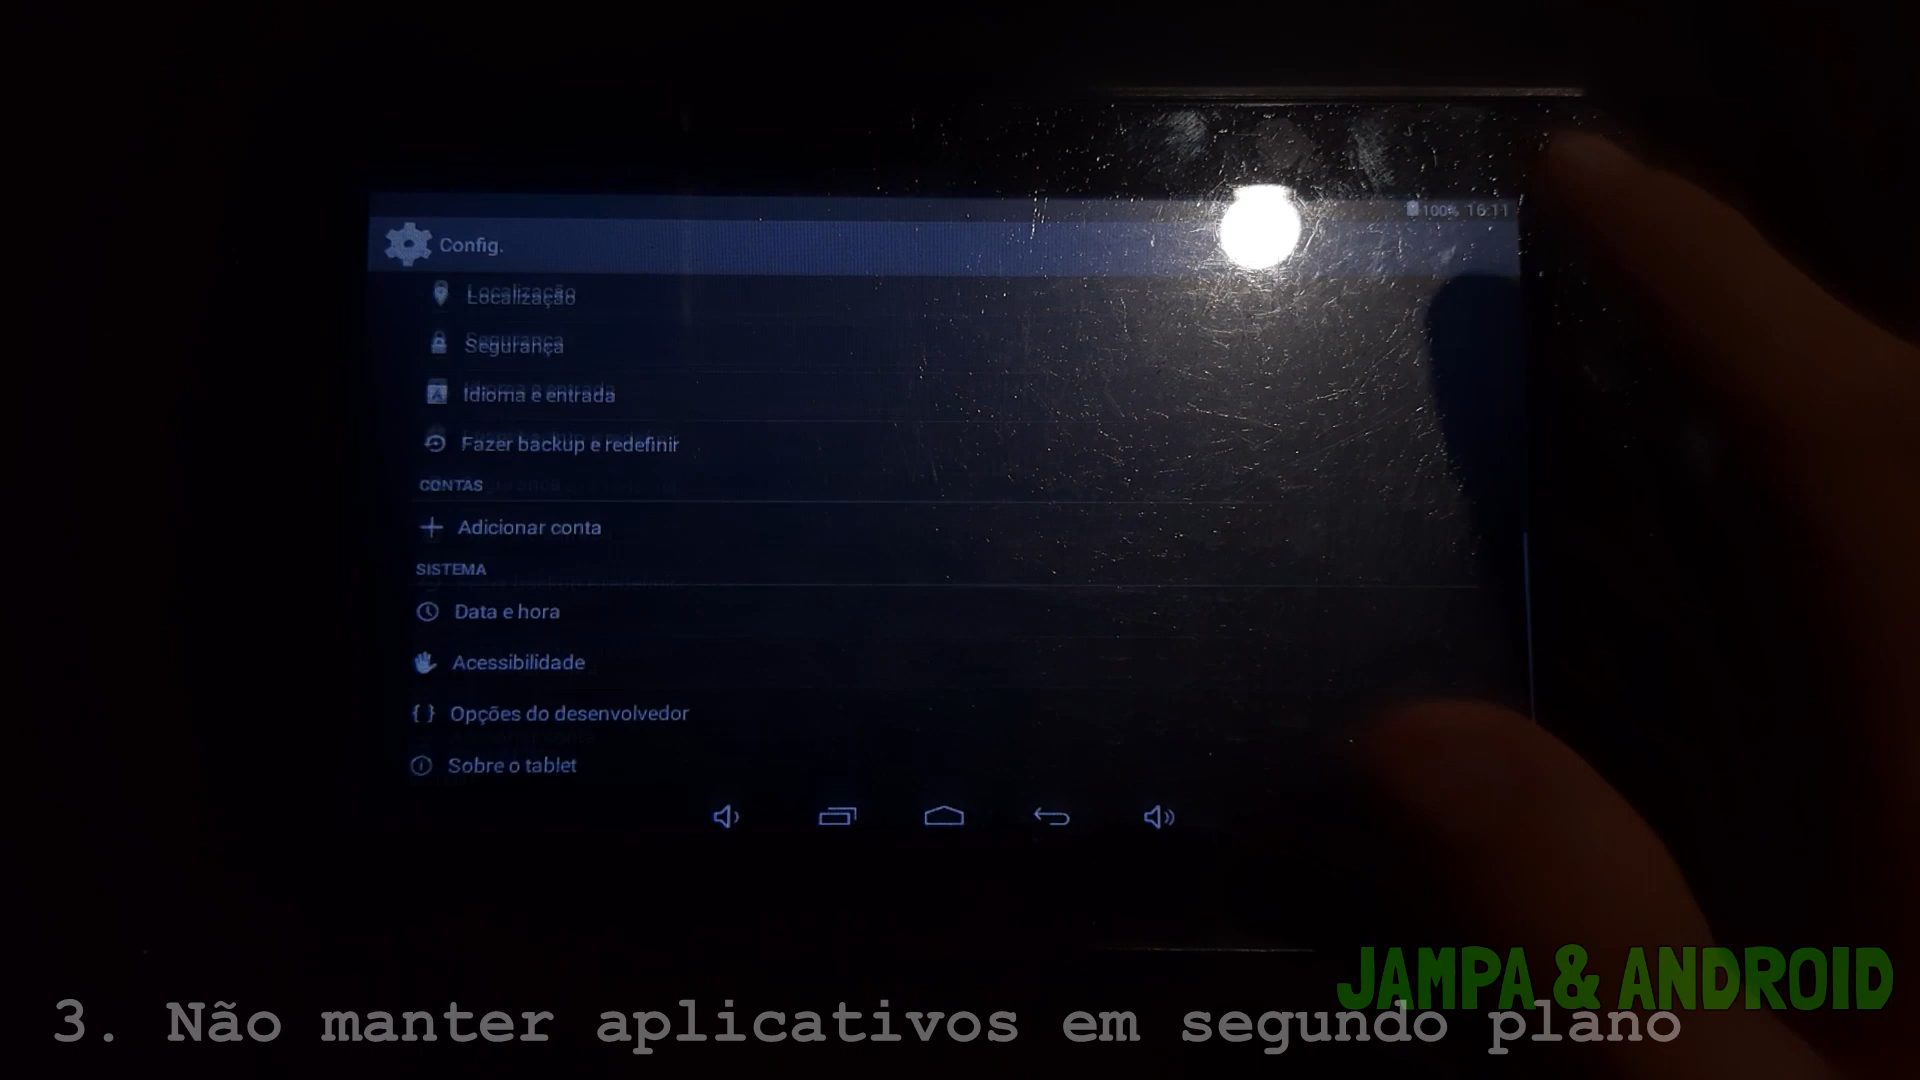 100% 16:11
Config.
Localização
Segurança
Idioma e entrada
Fazer backup e redefinir
CONTAS
Adicionar conta
SISTEMA
Data e hora
Acessibilidade
{ } Opções do desenvolvedor
Sobre o tablet
JAMPA & ANDROID
3. Não manter aplicativos em segundo plano